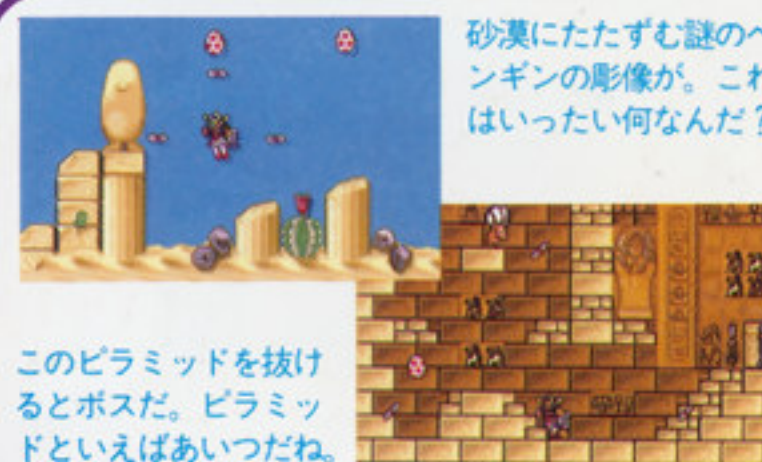 砂漠にたたずむ謎のペ
ンギンの彫像が。これ
はいったい何なんだ？
このピラミッドを抜け
るとボスだ。ピラミッ
ドといえばあいつだね。